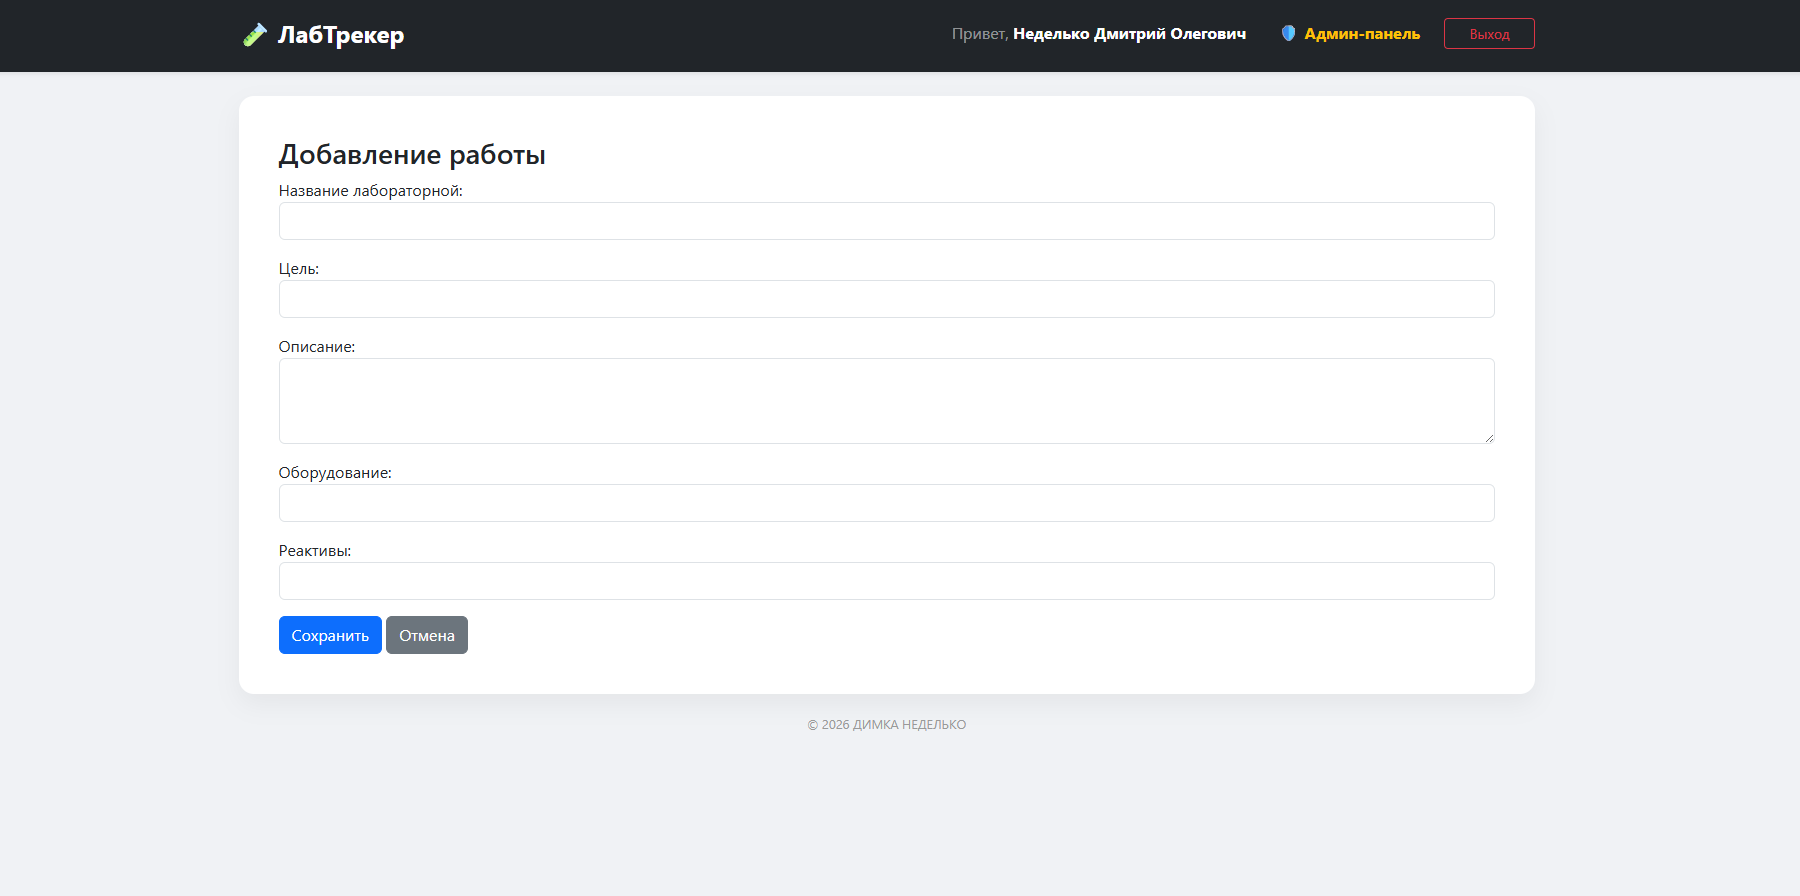 ЛабТрекер
Привет, Неделько Дмитрий Олегович
Админ-панель
Выход
Добавление работы
Название лабораторной:
Цель:
Описание:
Оборудование:
Реактивы:
Сохранить
Отмена
© 2026 ДИМКА НЕДЕЛЬКО